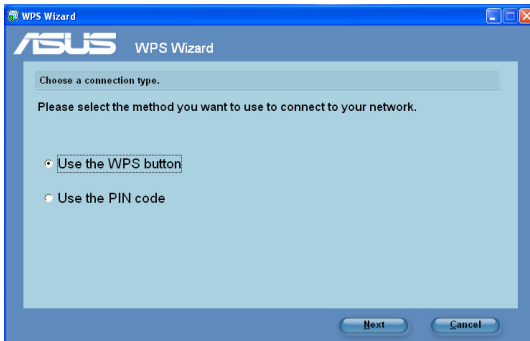 WPS Wizard
ASUS WPS Wizard
Choose a connection type.
Please select the method you want to use to connect to your network.
Use the WPS button
Use the PIN code
Next Cancel